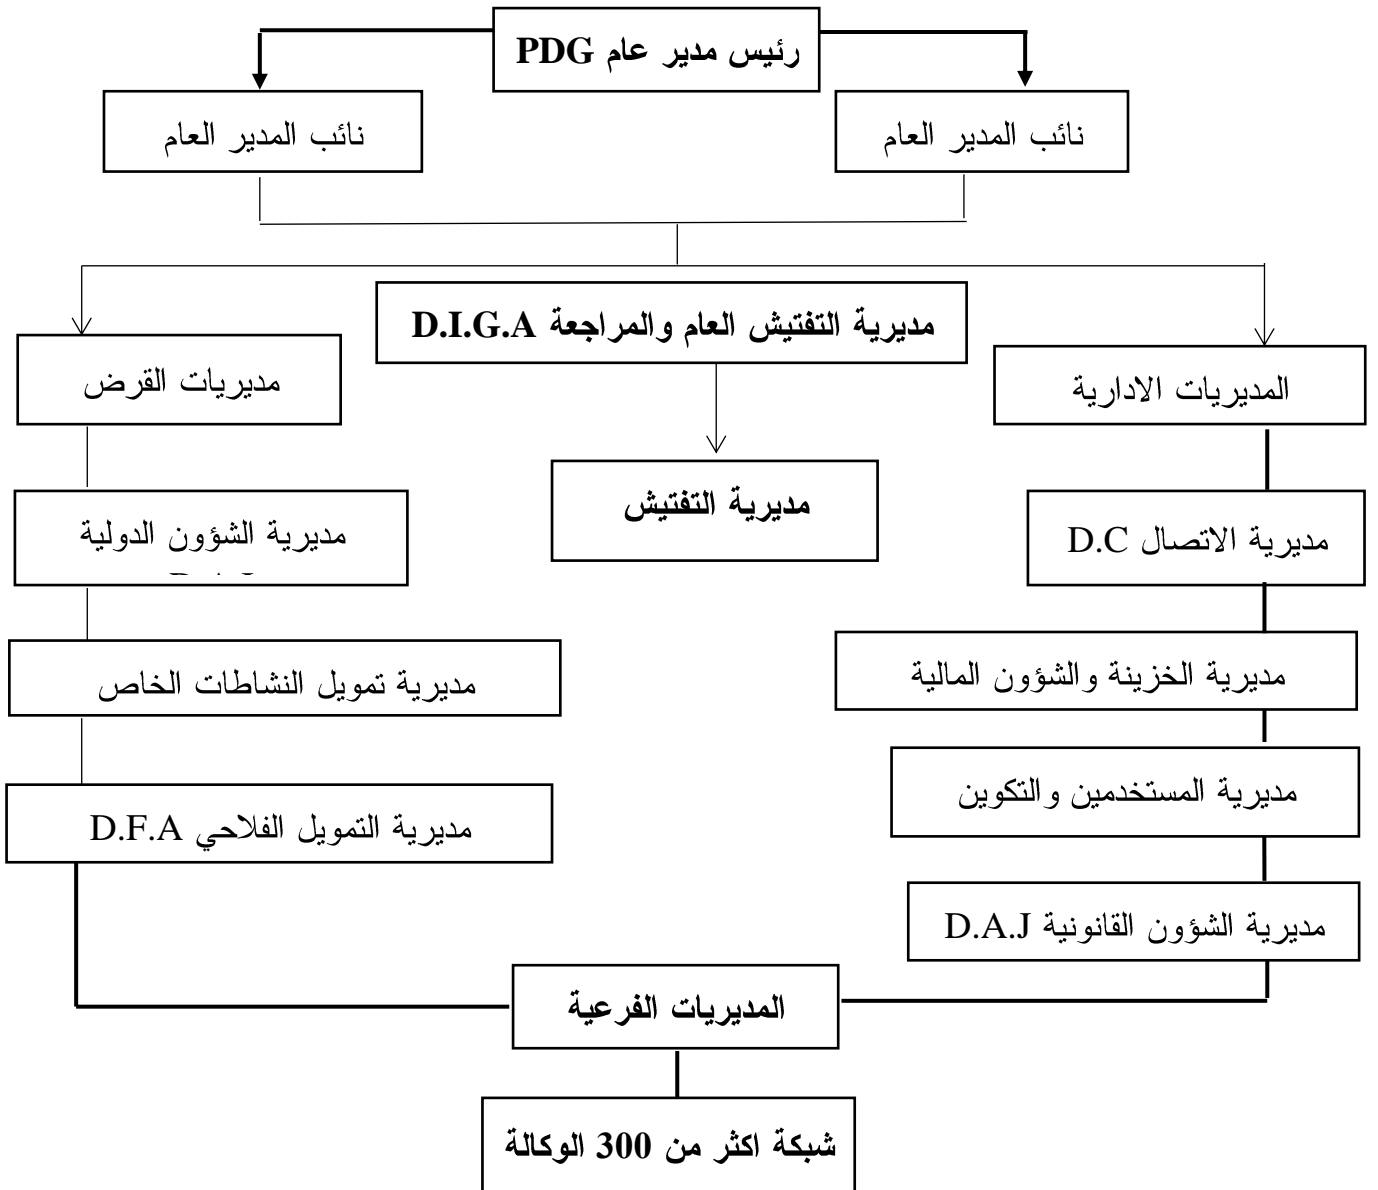 رئيس مدير عام PDG
نائب المدير العام
نائب المدير العام
مديرية التفتيش العام والمراجعة D.I.G.A
مديريات القرض
المديريات الادارية
مديرية التفتيش
مديرية الشؤون الدولية
مديرية الاتصال D.C
مديرية تمويل النشاطات الخاص
مديرية الخزينة والشؤون المالية
مديرية المستخدمين والتكوين
مديرية التمويل الفلاحي D.F.A
مديرية الشؤون القانونية D.A.J
المديريات الفرعية
شبكة اكثر من 300 الوكالة